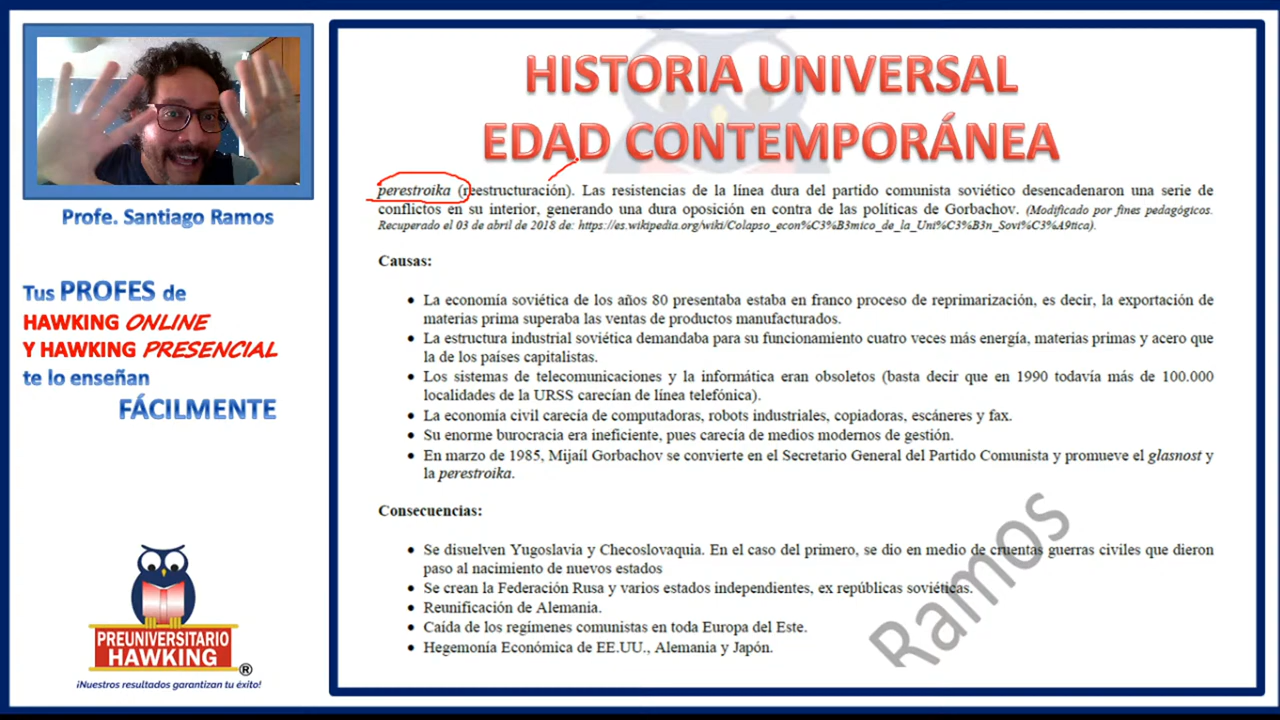 HISTORIA UNIVERSAL
EDAD CONTEMPORÁNEA
Profe. Santiago Ramos
Tus PROFES de
HAWKING ONLINE
Y HAWKING PRESENCIAL
te lo enseñan
FÁCILMENTE
PREUNIVERSITARIO
HAWKING
®
¡Nuestros resultados garantizan tu éxito!
perestroika (reestructuración). Las resistencias de la línea dura del partido comunista soviético desencadenaron una serie de
conflictos en su interior, generando una dura oposición en contra de las políticas de Gorbachov. (Modificado por fines pedagógicos.
Recuperado el 03 de abril de 2018 de: https://es.wikipedia.org/wiki/Colapso_econ%C3%B3mico_de_la_Uni%C3%B3n_Sovi%C3%A9tica).
Causas:
• La economía soviética de los años 80 presentaba estaba en franco proceso de reprimarización, es decir, la exportación de
materias prima superaba las ventas de productos manufacturados.
• La estructura industrial soviética demandaba para su funcionamiento cuatro veces más energía, materias primas y acero que
la de los países capitalistas.
• Los sistemas de telecomunicaciones y la informática eran obsoletos (basta decir que en 1990 todavía más de 100.000
localidades de la URSS carecían de línea telefónica).
• La economía civil carecía de computadoras, robots industriales, copiadoras, escáneres y fax.
• Su enorme burocracia era ineficiente, pues carecía de medios modernos de gestión.
• En marzo de 1985, Mijaíl Gorbachov se convierte en el Secretario General del Partido Comunista y promueve el glasnost y
la perestroika.
Consecuencias:
• Se disuelven Yugoslavia y Checoslovaquia. En el caso del primero, se dio en medio de cruentas guerras civiles que dieron
paso al nacimiento de nuevos estados
• Se crean la Federación Rusa y varios estados independientes, ex repúblicas soviéticas.
• Reunificación de Alemania.
• Caída de los regímenes comunistas en toda Europa del Este.
• Hegemonía Económica de EE.UU., Alemania y Japón.
Ramos